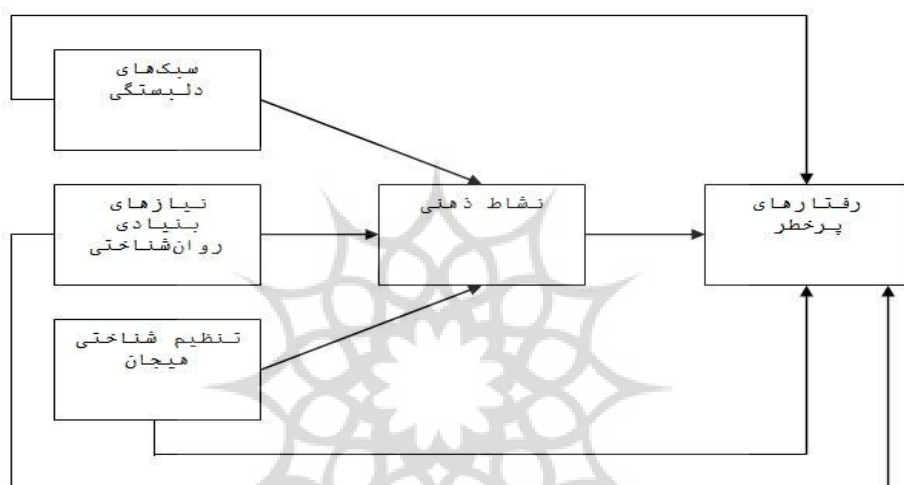 سبک‌های
دلبستگی
نیازهای
بنیادی
روان‌شناختی
تنظیم شناختی
هیجان
نشاط ذهنی
رفتارهای
پرخطر